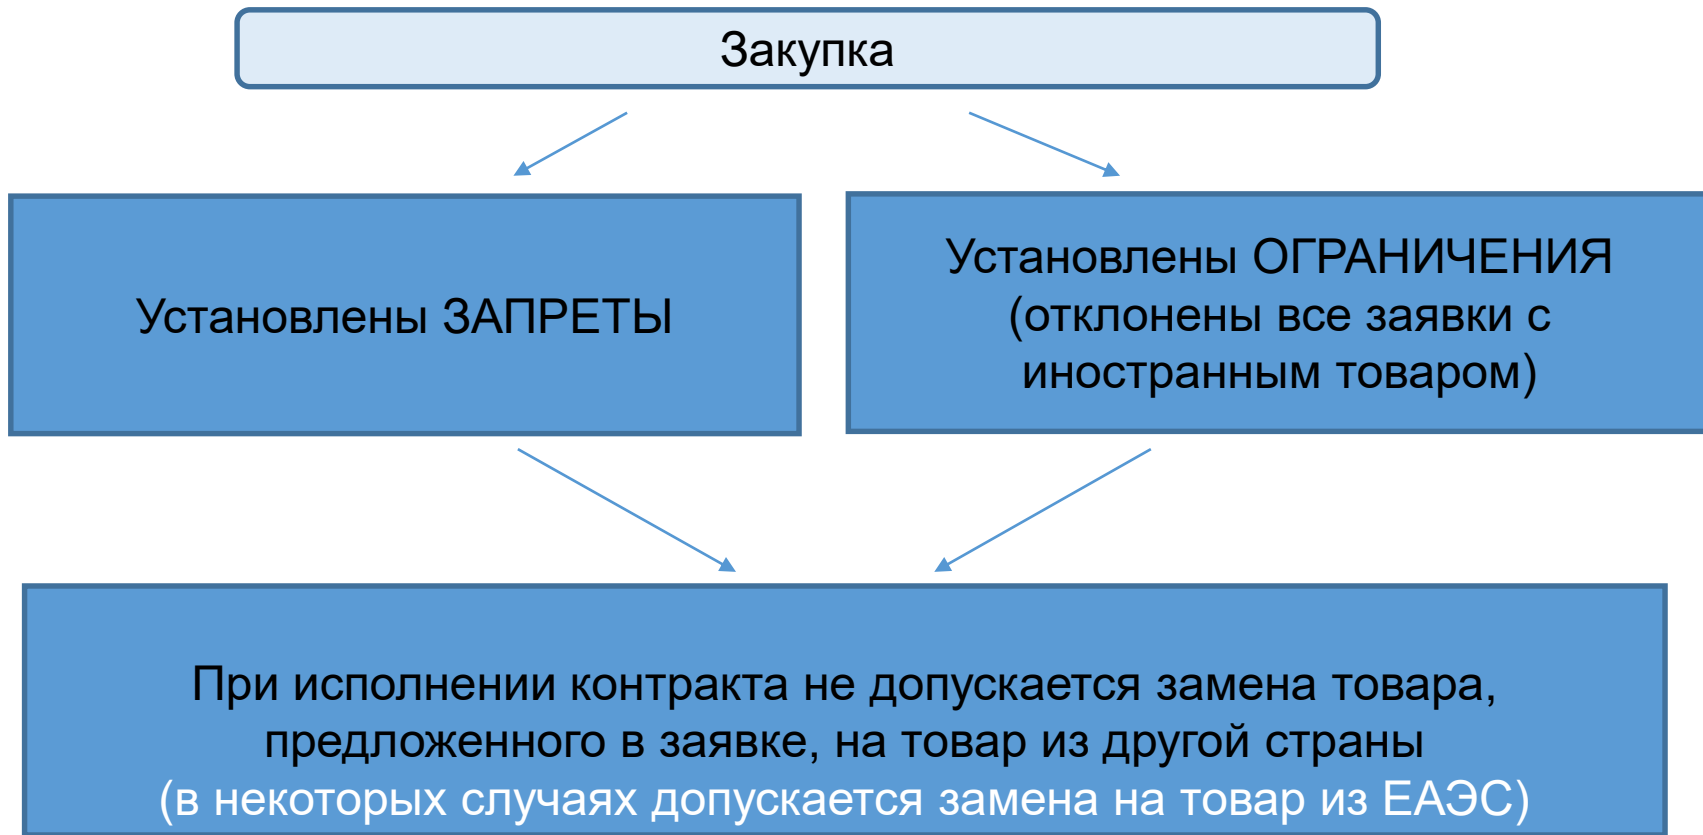 Закупка
Установлены ЗАПРЕТЫ
Установлены ОГРАНИЧЕНИЯ
(отклонены все заявки с
иностранным товаром)
При исполнении контракта не допускается замена товара,
предложенного в заявке, на товар из другой страны
(в некоторых случаях допускается замена на товар из ЕАЭС)